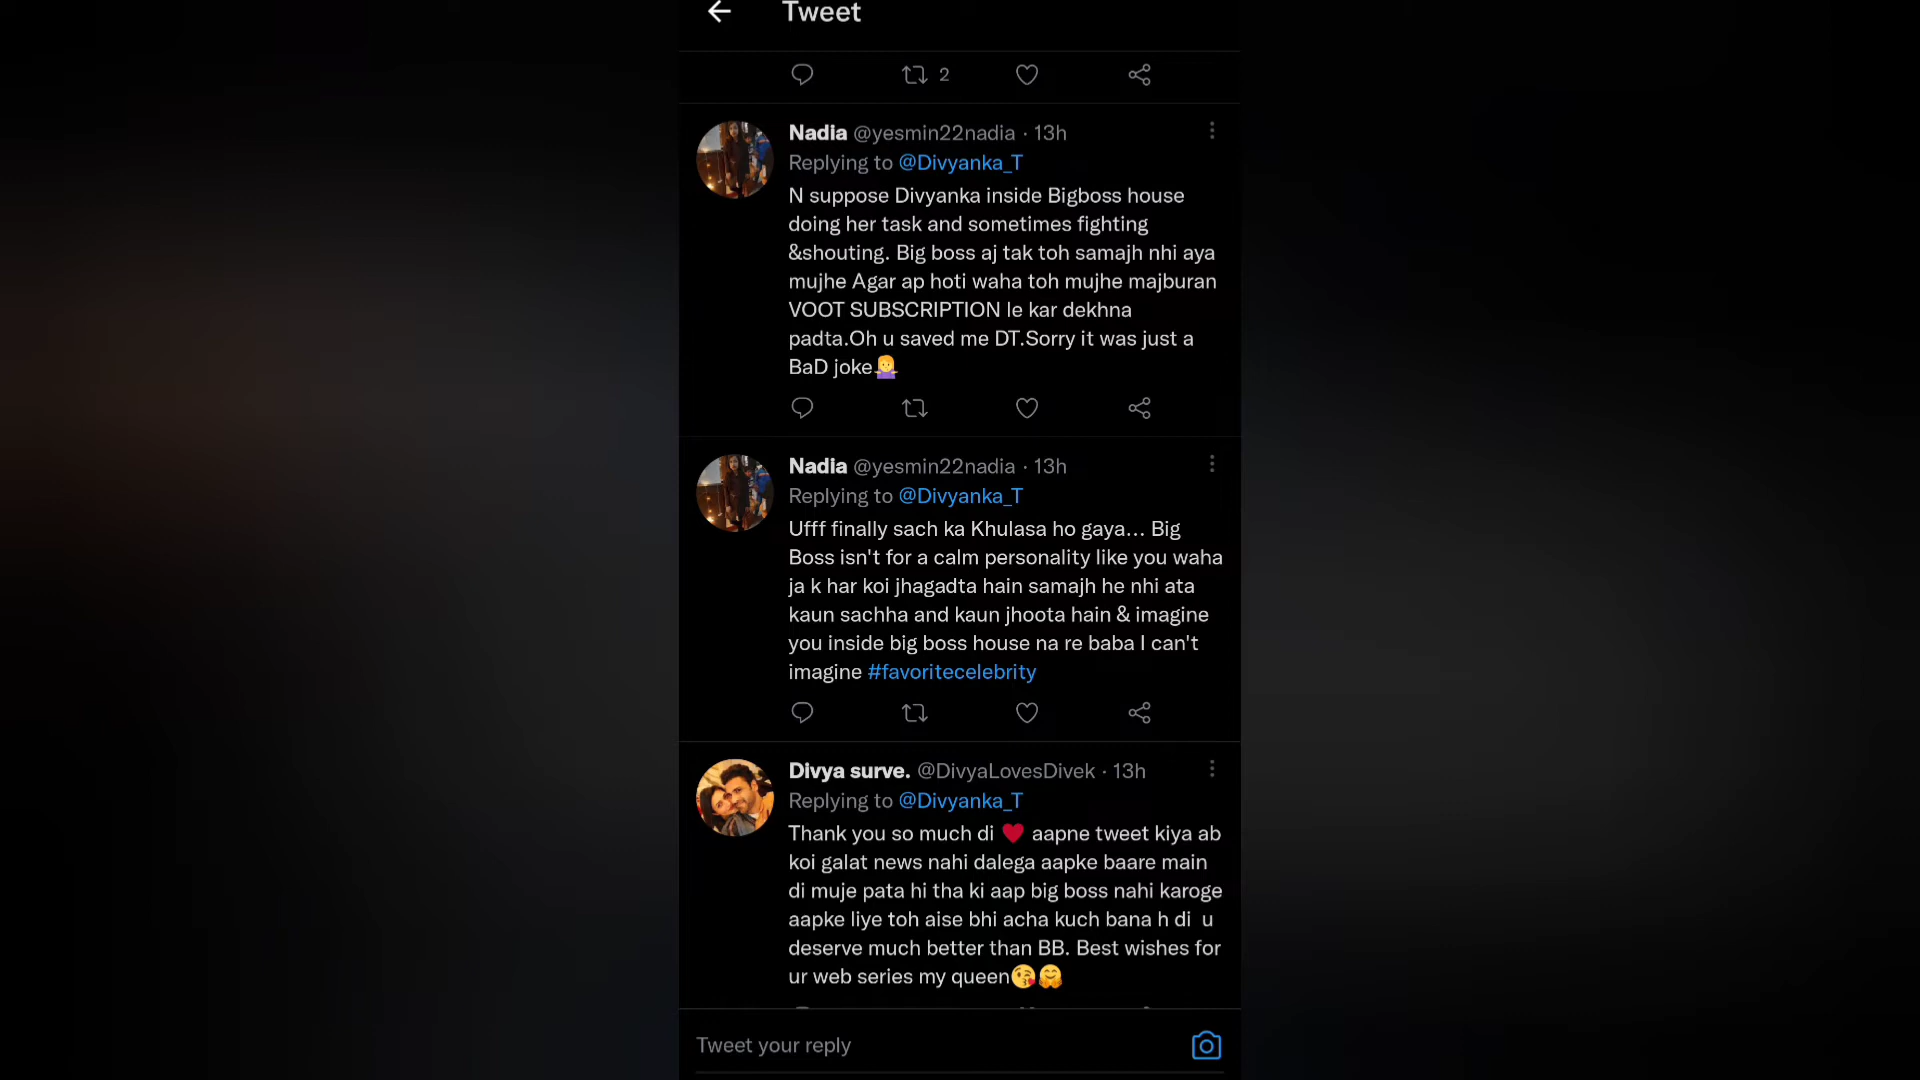 Tweet
2
Nadia @yesmin22nadia · 13h
Replying to @Divyanka_T
N suppose Divyanka inside Bigboss house
doing her task and sometimes fighting
&shouting. Big boss aj tak toh samajh nhi aya
mujhe Agar ap hoti waha toh mujhe majburan
VOOT SUBSCRIPTION le kar dekhna
padta.Oh u saved me DT.Sorry it was just a
BaD joke🤷‍♀️
Nadia @yesmin22nadia · 13h
Replying to @Divyanka_T
Ufff finally sach ka Khulasa ho gaya... Big
Boss isn't for a calm personality like you waha
ja k har koi jhagadta hain samajh he nhi ata
kaun sachha and kaun jhoota hain & imagine
you inside big boss house na re baba I can't
imagine #favoritecelebrity
Divya surve. @DivyaLovesDivek · 13h
Replying to @Divyanka_T
Thank you so much di ♥️ aapne tweet kiya ab
koi galat news nahi dalega aapke baare main
di muje pata hi tha ki aap big boss nahi karoge
aapke liye toh aise bhi acha kuch bana h di  u
deserve much better than BB. Best wishes for
ur web series my queen😘🤗
Tweet your reply